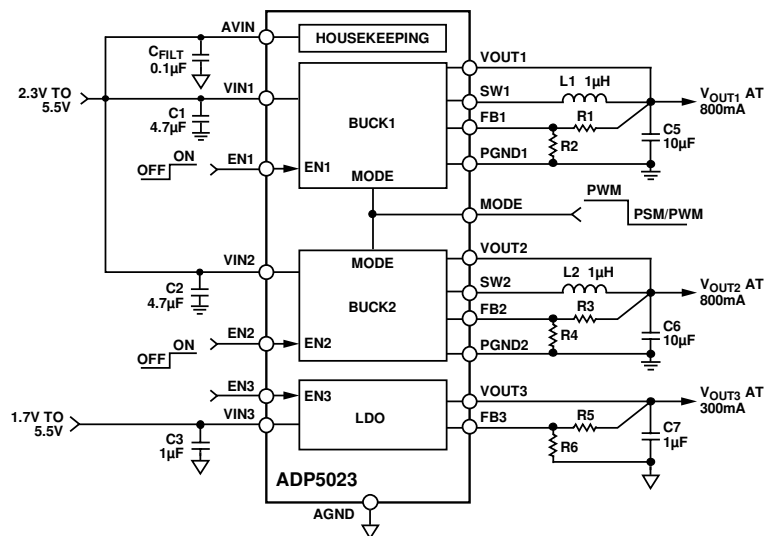 AVIN
HOUSEKEEPING
CFILT
0.1µF
VOUT1
L1 1µH
2.3V TO
5.5V
VIN1
SW1
VOUT1 AT
800mA
C1
4.7µF
BUCK1
FB1
R1
R2
C5
10µF
OFF
ON
EN1
EN1
PGND1
MODE
MODE
PWM
PSM/PWM
VIN2
MODE
VOUT2
L2 1µH
C2
4.7µF
BUCK2
SW2
VOUT2 AT
800mA
FB2
R3
R4
C6
10µF
OFF
ON
EN2
EN2
PGND2
EN3
EN3
VOUT3
VOUT3 AT
300mA
1.7V TO
5.5V
VIN3
LDO
FB3
R5
R6
C7
1µF
C3
1µF
ADP5023
AGND